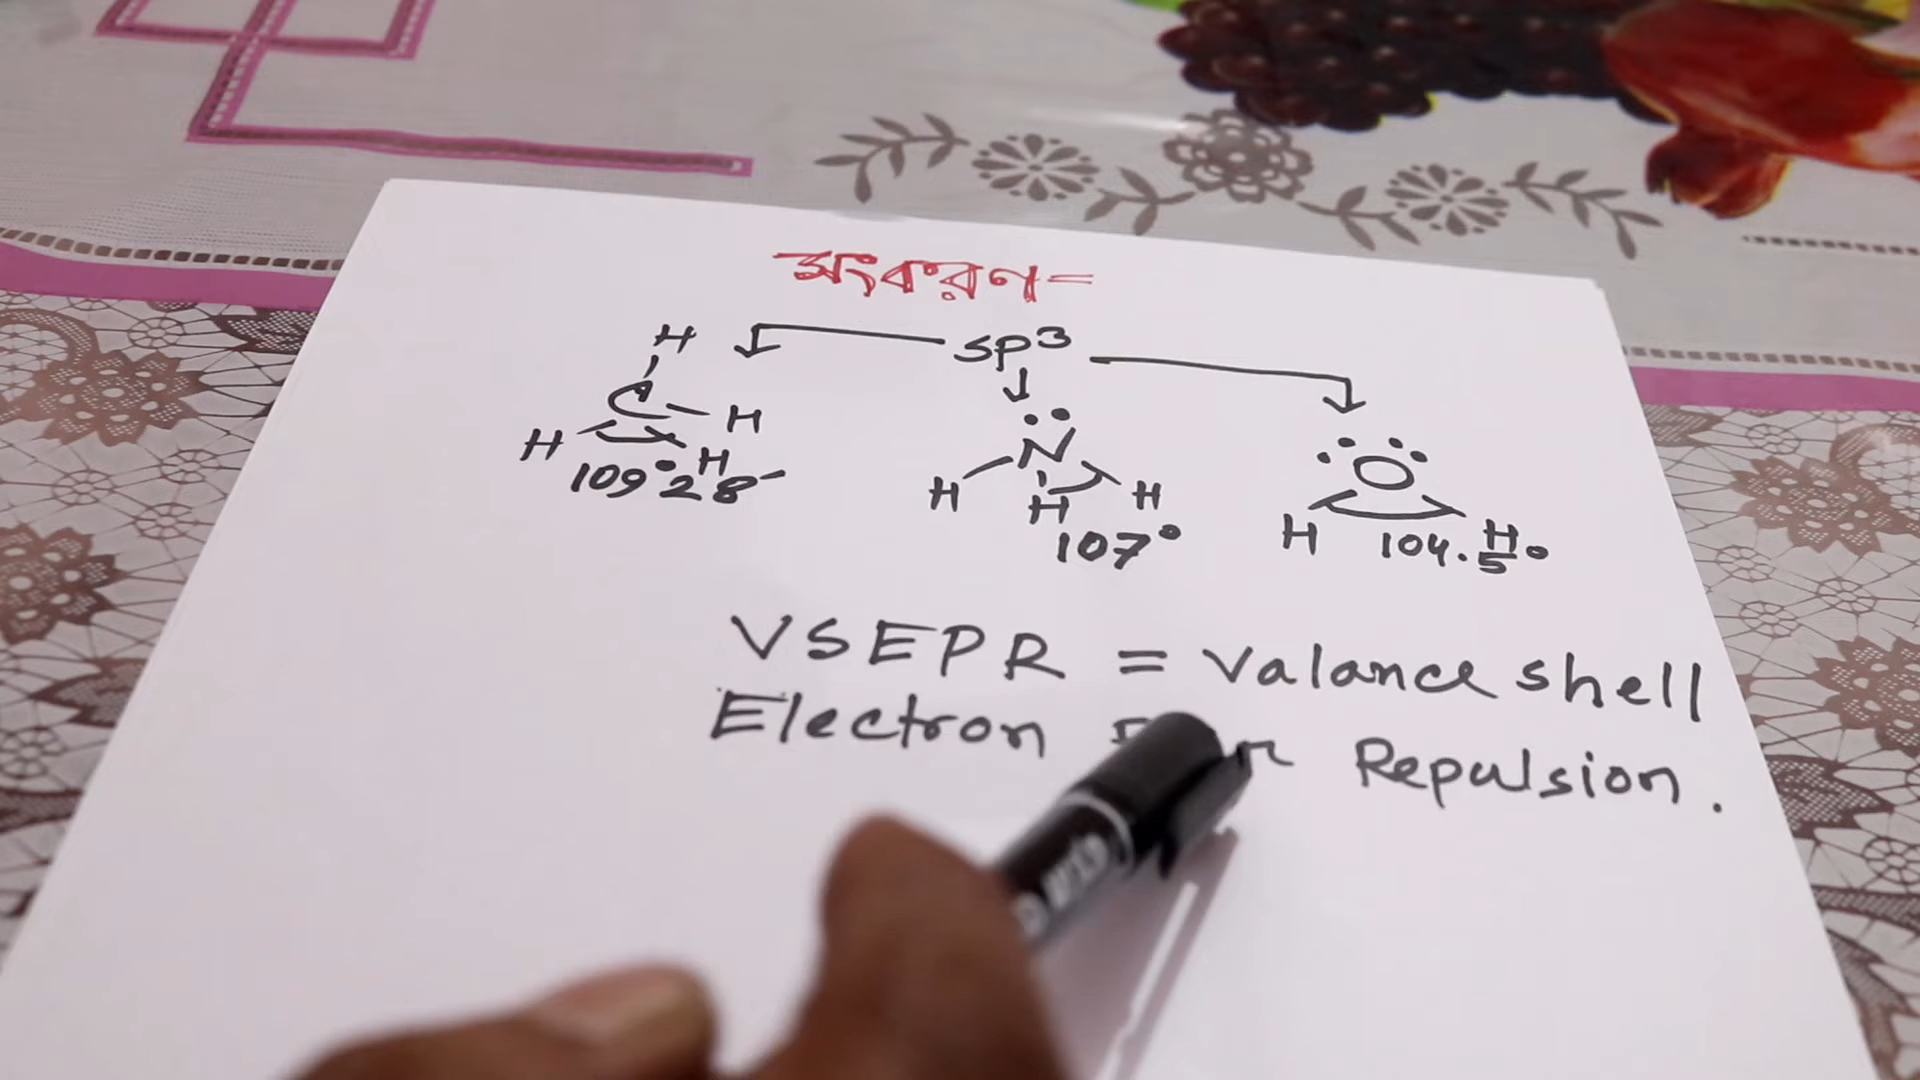 সংকরণ=
sp³
H
C – H
H H
109°28′
N
H H H
107°
O
H H
104.5°
VSEPR = Valance shell
Electron Repulsion.